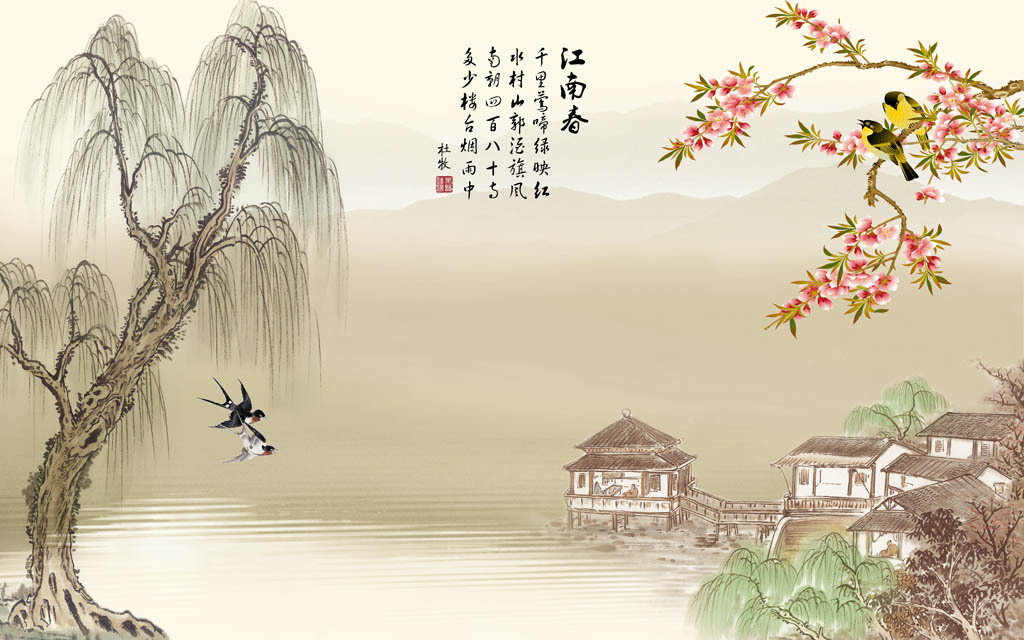 江南春
千里莺啼绿映红
水村山郭酒旗风
南朝四百八十寺
多少楼台烟雨中
杜牧